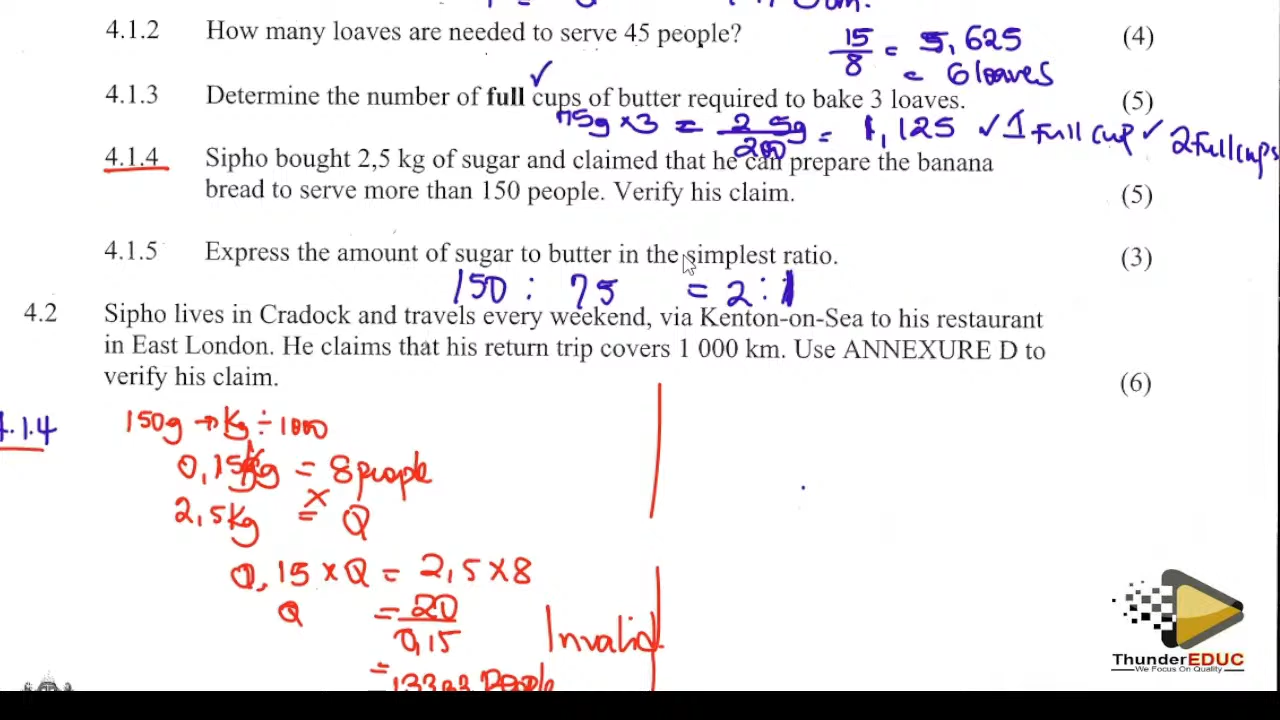 4.1.2 How many loaves are needed to serve 45 people? (4)
15/8 = 5,625
= 6 loaves
4.1.3 Determine the number of full cups of butter required to bake 3 loaves. (5)
75g × 3 = 225g/200 = 1,125 ✓ 1 full cup ✓ 2 full cups
4.1.4 Sipho bought 2,5 kg of sugar and claimed that he can prepare the banana
bread to serve more than 150 people. Verify his claim. (5)
4.1.5 Express the amount of sugar to butter in the simplest ratio. (3)
150 : 75 = 2 : 1
4.2 Sipho lives in Cradock and travels every weekend, via Kenton-on-Sea to his restaurant
in East London. He claims that his return trip covers 1 000 km. Use ANNEXURE D to
verify his claim. (6)
4.1.4 150g → Kg ÷ 1000
0,15kg = 8 people
2,5Kg = Q
0,15 × Q = 2,5 × 8
Q = 20/0,15 Invalid
= 133,33 People
ThunderEDUC
We Focus On Quality